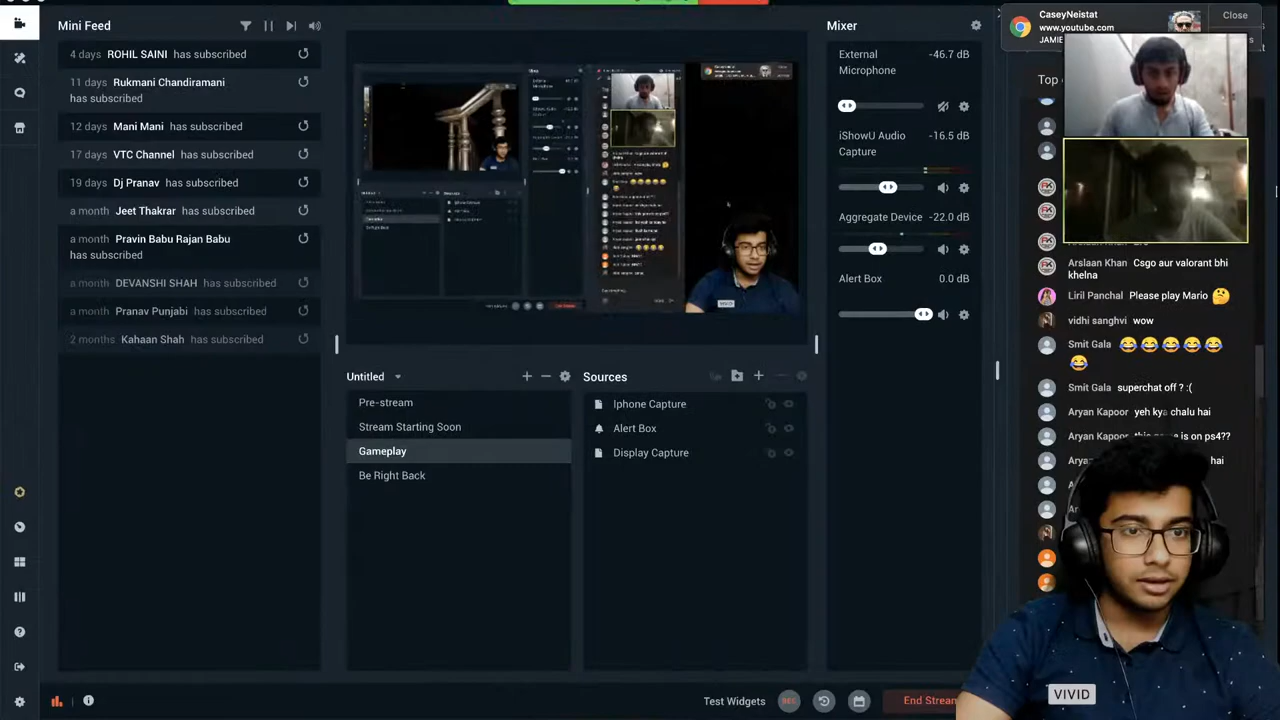 Mini Feed
4 days ROHIL SAINI has subscribed
11 days Rukmani Chandiramani
has subscribed
12 days Mani Mani has subscribed
17 days VTC Channel has subscribed
19 days Dj Pranav has subscribed
a month Jeet Thakrar has subscribed
a month Pravin Babu Rajan Babu
has subscribed
a month DEVANSHI SHAH has subscribed
a month Pranav Punjabi has subscribed
2 months Kahaan Shah has subscribed
Untitled
Pre-stream
Stream Starting Soon
Gameplay
Be Right Back
Sources
Iphone Capture
Alert Box
Display Capture
Mixer
External
Microphone
-46.7 dB
iShowU Audio
Capture
-16.5 dB
Aggregate Device -22.0 dB
Alert Box 0.0 dB
CaseyNeistat
www.youtube.com
JAMIE
Close
Top
Arslaan Khan Csgo aur valorant bhi
khelna
Liril Panchal Please play Mario
vidhi sanghvi wow
Smit Gala
Smit Gala superchat off ? :(
Aryan Kapoor yeh kya chalu hai
Aryan Kapoor this is on ps4??
hai
Test Widgets
REC
End Stream
VIVID